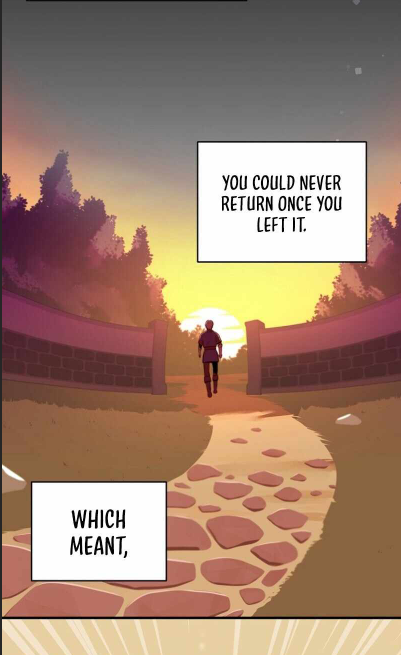 YOU COULD NEVER
RETURN ONCE YOU
LEFT IT.
WHICH
MEANT,